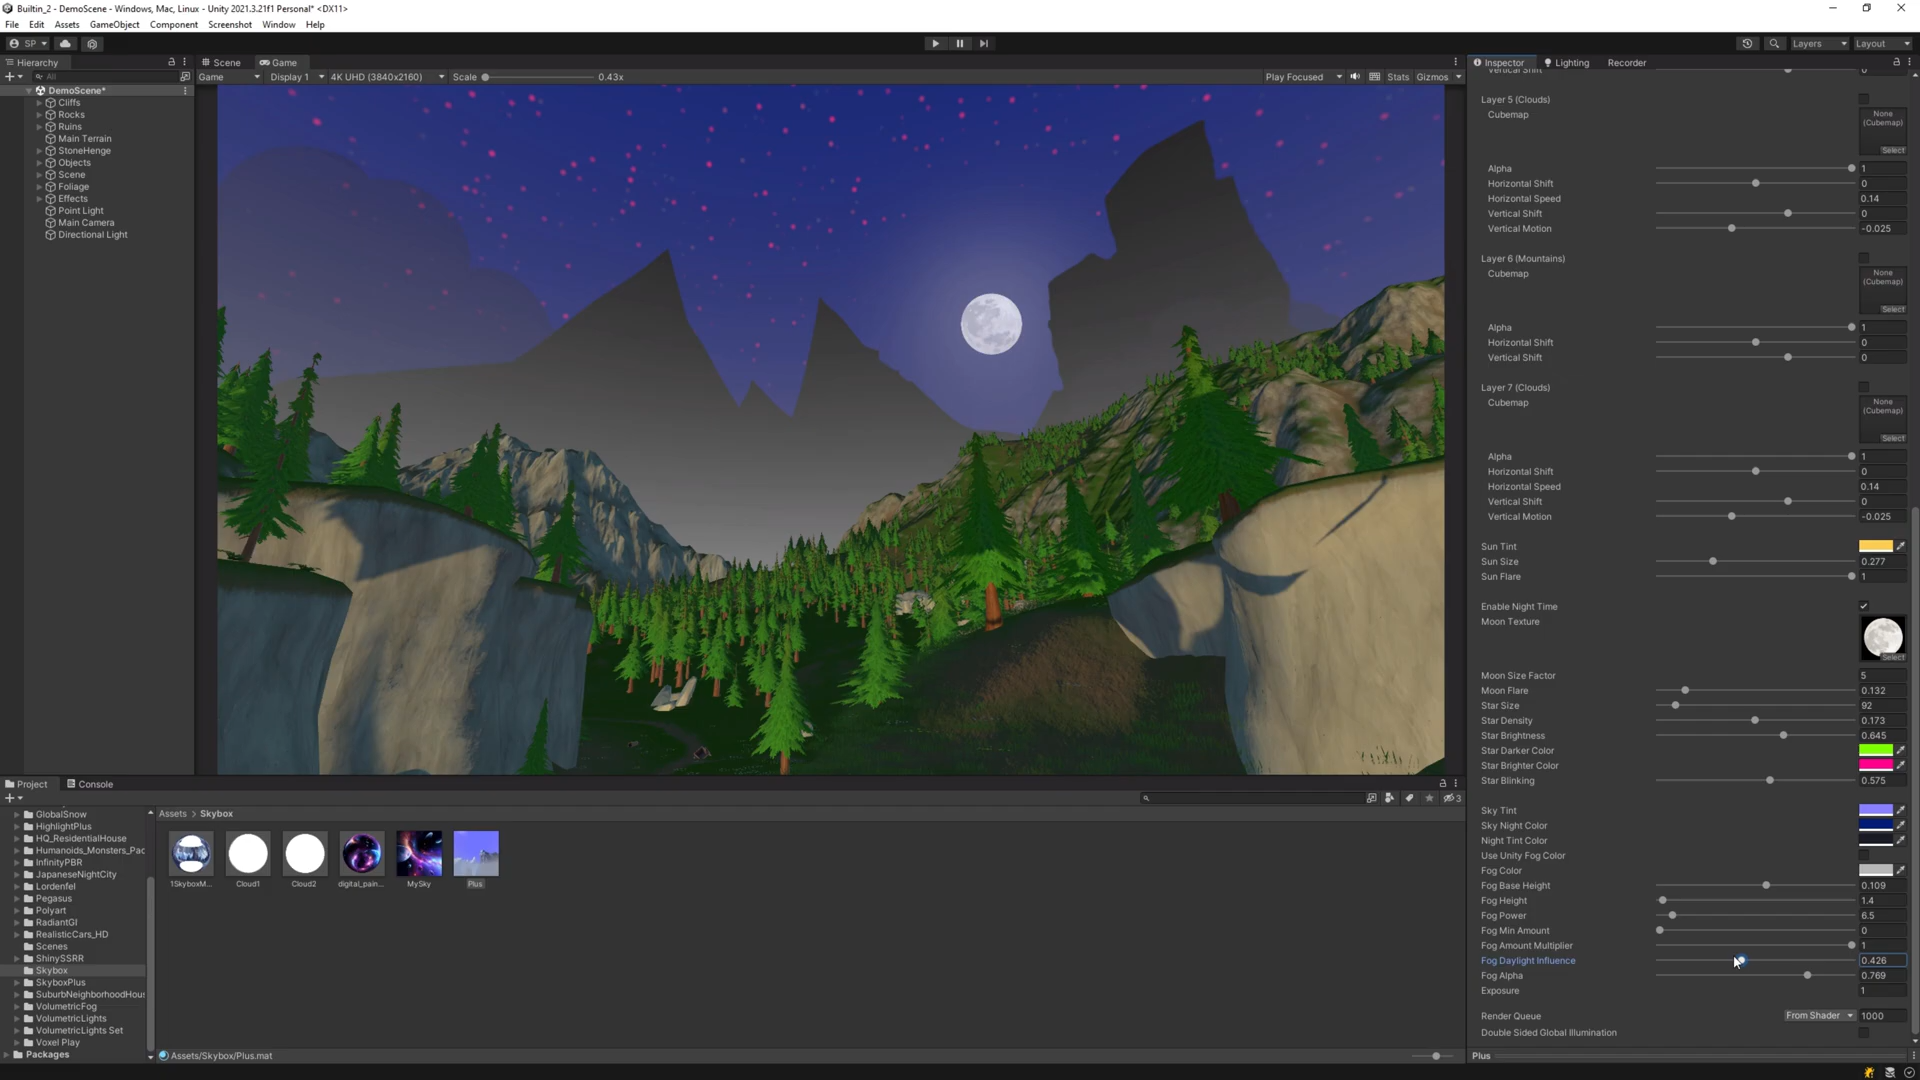 Builtin_2 - DemoScene - Windows, Mac, Linux - Unity 2021.3.21f1 Personal* <DX11>
File Edit Assets GameObject Component Screenshot Window Help
SP Layers Layout
Hierarchy
All
DemoScene*
Cliffs
Rocks
Ruins
Main Terrain
StoneHenge
Objects
Scene
Foliage
Effects
Point Light
Main Camera
Directional Light
Scene Game
Game Display 1 4K UHD (3840x2160) Scale 0.43x Play Focused Stats Gizmos
Inspector Lighting Recorder
Vertical Shift 0
Layer 5 (Clouds)
Cubemap
None
(Cubemap)
Select
Alpha 1
Horizontal Shift 0
Horizontal Speed 0.14
Vertical Shift 0
Vertical Motion -0.025
Layer 6 (Mountains)
Cubemap
None
(Cubemap)
Select
Alpha 1
Horizontal Shift 0
Vertical Shift 0
Layer 7 (Clouds)
Cubemap
None
(Cubemap)
Select
Alpha 1
Horizontal Shift 0
Horizontal Speed 0.14
Vertical Shift 0
Vertical Motion -0.025
Sun Tint
Sun Size 0.277
Sun Flare 1
Enable Night Time
Moon Texture
Select
Moon Size Factor 5
Moon Flare 0.132
Star Size 92
Star Density 0.173
Star Brightness 0.645
Star Darker Color
Star Brighter Color
Star Blinking 0.575
Sky Tint
Sky Night Color
Night Tint Color
Use Unity Fog Color
Fog Color
Fog Base Height 0.109
Fog Height 1.4
Fog Power 6.5
Fog Min Amount 0
Fog Amount Multiplier 1
Fog Daylight Influence 0.426
Fog Alpha 0.769
Exposure 1
Render Queue From Shader 1000
Double Sided Global Illumination
Plus
Project Console
3
GlobalSnow
HighlightPlus
HQ_ResidentialHouse
Humanoids_Monsters_Pac
InfinityPBR
JapaneseNightCity
Lordenfel
Pegasus
Polyart
RadiantGI
RealisticCars_HD
Scenes
ShinySSRR
Skybox
SkyboxPlus
SuburbNeighborhoodHou
VolumetricFog
VolumetricLights
VolumetricLights Set
Voxel Play
Packages
Assets > Skybox
1SkyboxM... Cloud1 Cloud2 digital_pain... MySky Plus
Assets/Skybox/Plus.mat